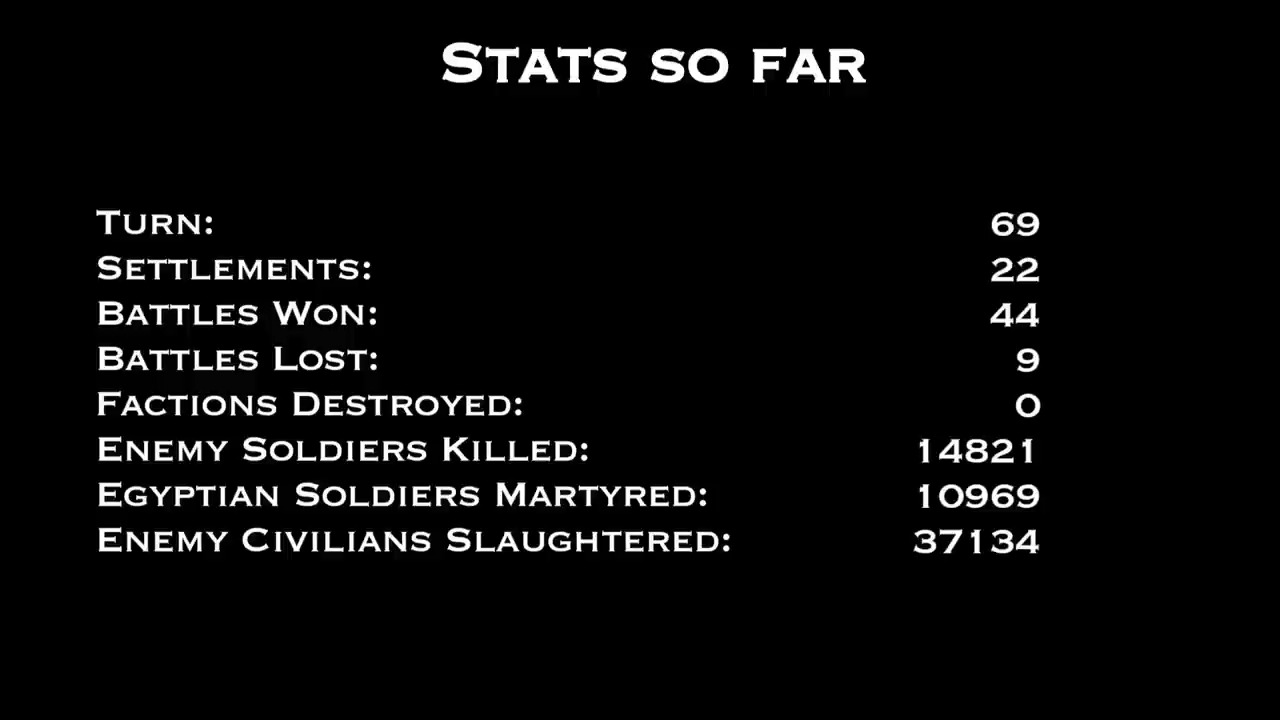 Stats so far
Turn: 69
Settlements: 22
Battles Won: 44
Battles Lost: 9
Factions Destroyed: 0
Enemy Soldiers Killed: 14821
Egyptian Soldiers Martyred: 10969
Enemy Civilians Slaughtered: 37134